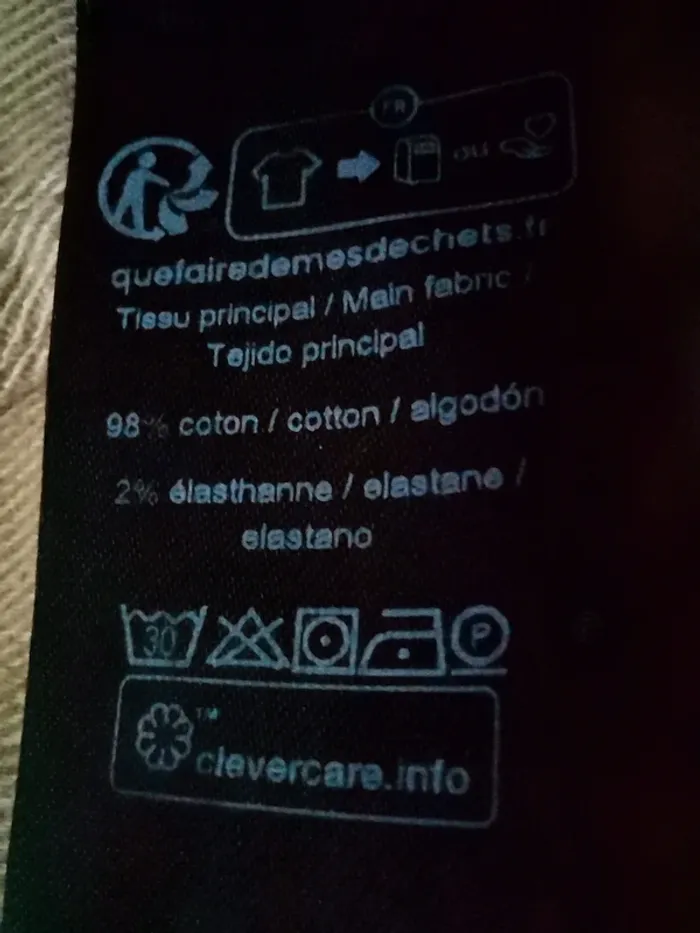 FR
ou
quefairedemesdechets.fr
Tissu principal / Main fabric /
Tejido principal
98% coton / cotton / algodón
2% élasthanne / elastane /
elastano
30
P
TM
clevercare.info